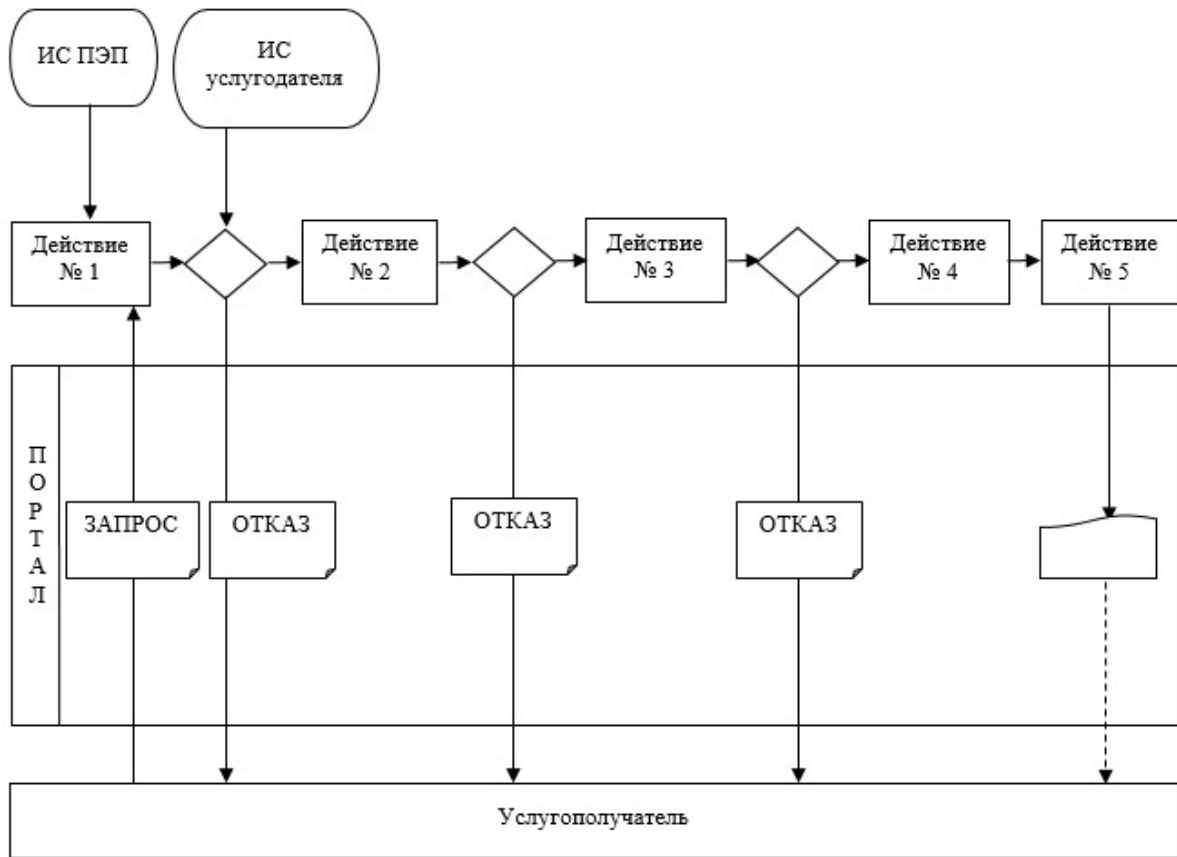 ИС ПЭП
ИС
услугодателя
Действие
№ 1
Действие
№ 2
Действие
№ 3
Действие
№ 4
Действие
№ 5
П
О
Р
Т
А
Л
ЗАПРОС
ОТКАЗ
ОТКАЗ
ОТКАЗ
Услугополучатель